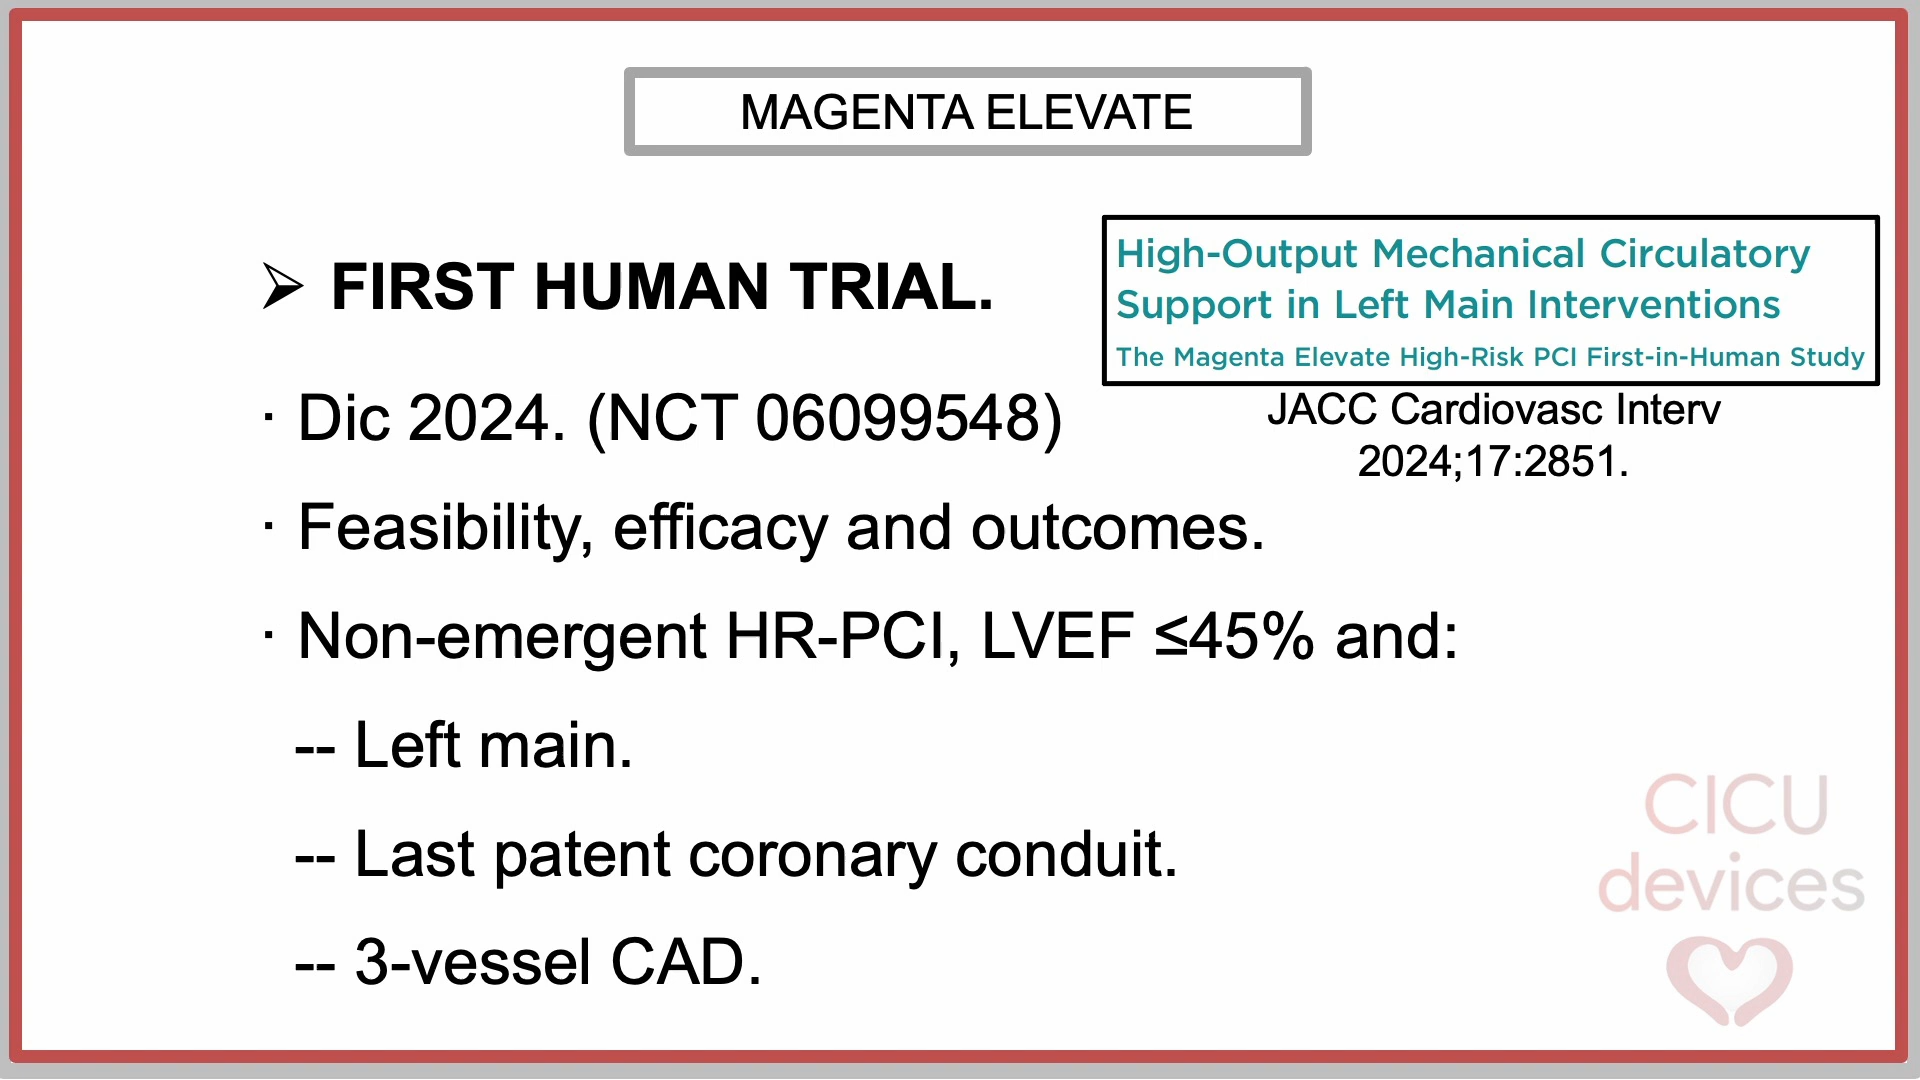 MAGENTA ELEVATE
➢ FIRST HUMAN TRIAL.
High-Output Mechanical Circulatory
Support in Left Main Interventions
The Magenta Elevate High-Risk PCI First-in-Human Study
JACC Cardiovasc Interv
2024;17:2851.
· Dic 2024. (NCT 06099548)
· Feasibility, efficacy and outcomes.
· Non-emergent HR-PCI, LVEF ≤45% and:
-- Left main.
-- Last patent coronary conduit.
-- 3-vessel CAD.
CICU
devices